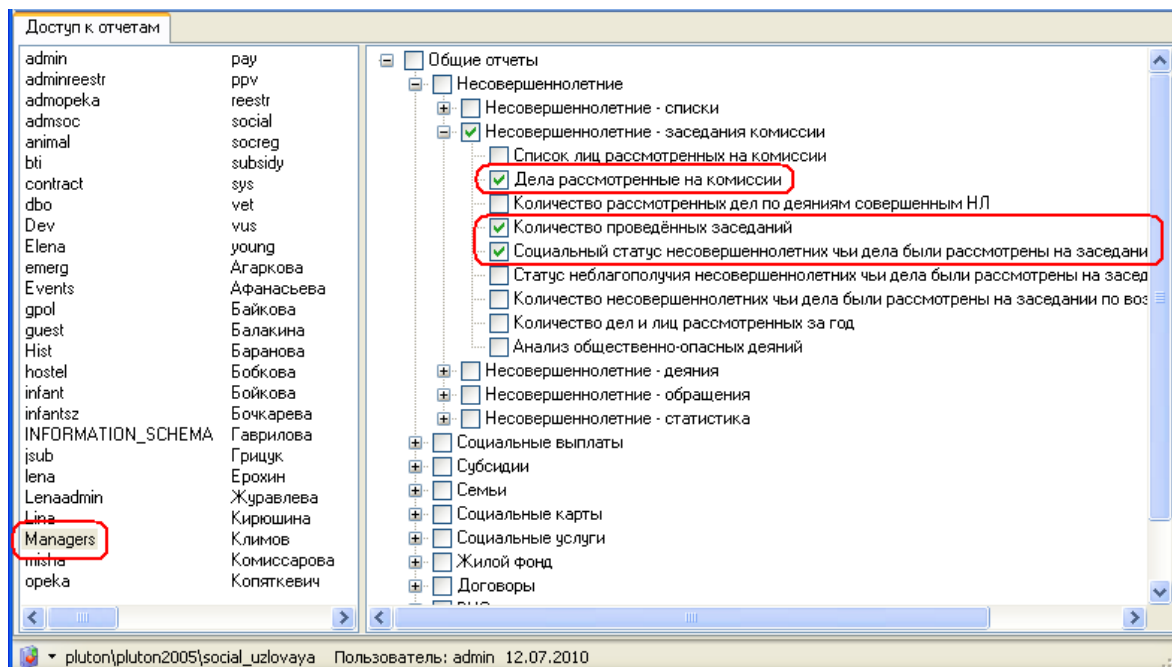 Доступ к отчетам
admin
adminreestr
admopeka
admsoc
animal
bti
contract
dbo
Dev
Elena
emerg
Events
gpol
guest
Hist
hostel
infant
infantsz
INFORMATION_SCHEMA
jsub
lena
Lenaadmin
Lina
Managers
misha
opeka
pay
ppv
reestr
social
socreg
subsidy
sys
vet
vus
young
Агаркова
Афанасьева
Байкова
Балакина
Баранова
Бобкова
Бойкова
Бочкарева
Гаврилова
Грицук
Ерохин
Журавлева
Кирюшина
Климов
Комиссарова
Копяткевич
Общие отчеты
Несовершеннолетние
Несовершеннолетние - списки
Несовершеннолетние - заседания комиссии
Список лиц рассмотренных на комиссии
Дела рассмотренные на комиссии
Количество рассмотренных дел по деяниям совершенным НЛ
Количество проведённых заседаний
Социальный статус несовершеннолетних чьи дела были рассмотрены на заседани
Статус неблагополучия несовершеннолетних чьи дела были рассмотрены на засед
Количество несовершеннолетних чьи дела были рассмотрены на заседании по воз
Количество дел и лиц рассмотренных за год
Анализ общественно-опасных деяний
Несовершеннолетние - деяния
Несовершеннолетние - обращения
Несовершеннолетние - статистика
Социальные выплаты
Субсидии
Семьи
Социальные карты
Социальные услуги
Жилой фонд
Договоры
pluton\pluton2005\social_uzlovaya Пользователь: admin 12.07.2010